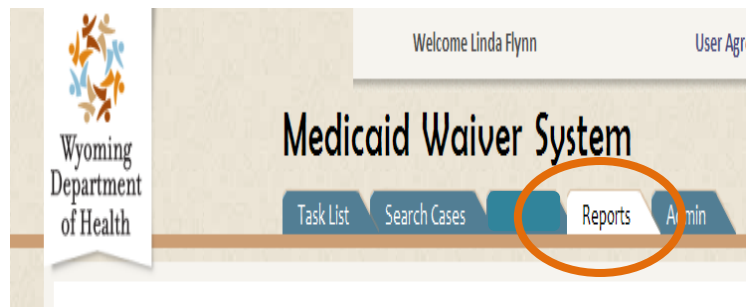 Welcome Linda Flynn
User Agr
Wyoming
Department
of Health
Medicaid Waiver System
Task List
Search Cases
Reports
Admin